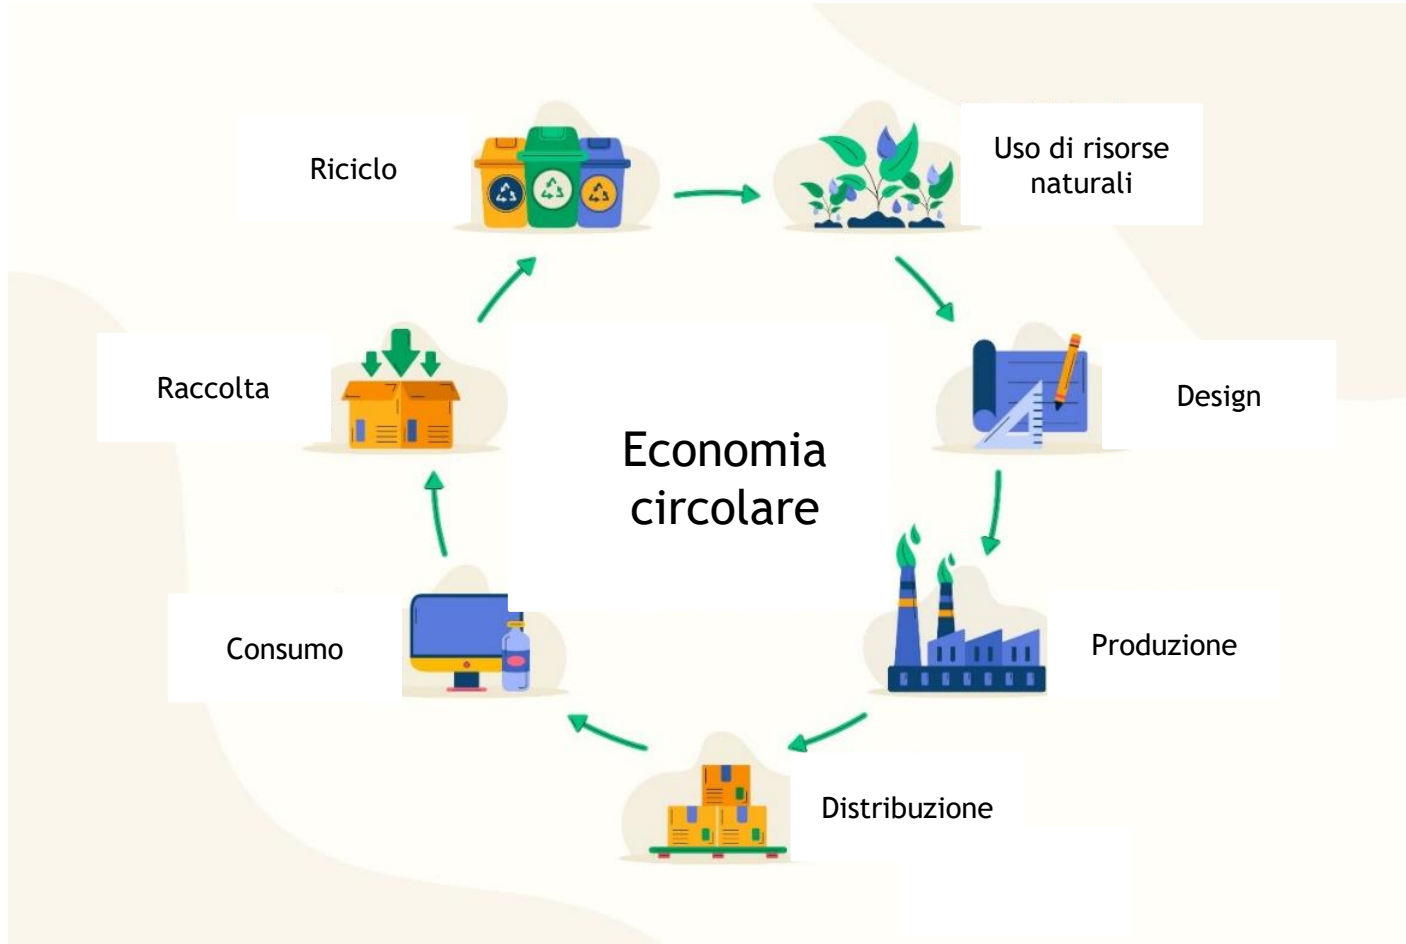 Riciclo
Uso di risorse
naturali
Raccolta
Design
Economia
circolare
Consumo
Produzione
Distribuzione